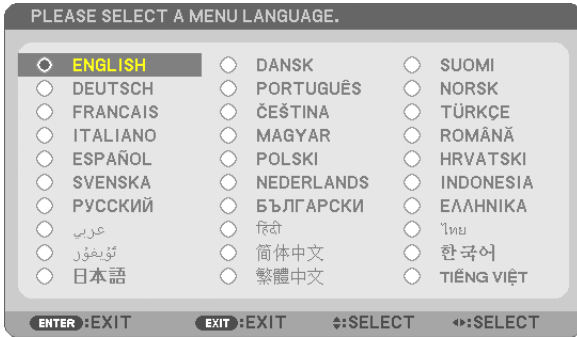 PLEASE SELECT A MENU LANGUAGE.
ENGLISH DANSK SUOMI
DEUTSCH PORTUGUÊS NORSK
FRANCAIS ČEŠTINA TÜRKÇE
ITALIANO MAGYAR ROMÂNĂ
ESPAÑOL POLSKI HRVATSKI
SVENSKA NEDERLANDS INDONESIA
РУССКИЙ БЪЛГАРСКИ ΕΛΛΗΝΙΚΑ
عربي हिंदी ไทย
ئۇيغۇر 简体中文 한국어
日本語 繁體中文 TIẾNG VIỆT
ENTER:EXIT EXIT:EXIT :SELECT :SELECT